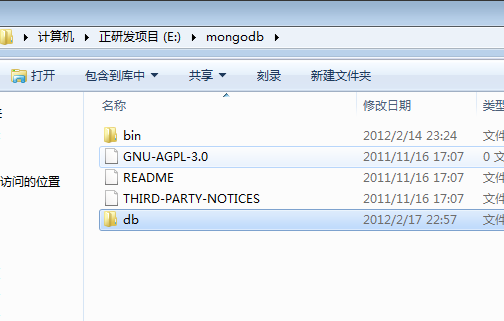 计算机 ▸ 正研发项目 (E:) ▸ mongodb ▸
打开 包含到库中 ▼ 共享 ▼ 刻录 新建文件夹
名称 修改日期 类
bin 2012/2/14 23:24 文件
GNU-AGPL-3.0 2011/11/16 17:07 0 文
README 2011/11/16 17:07 文件
访问的位置 THIRD-PARTY-NOTICES 2011/11/16 17:07 文件
db 2012/2/17 22:57 文件